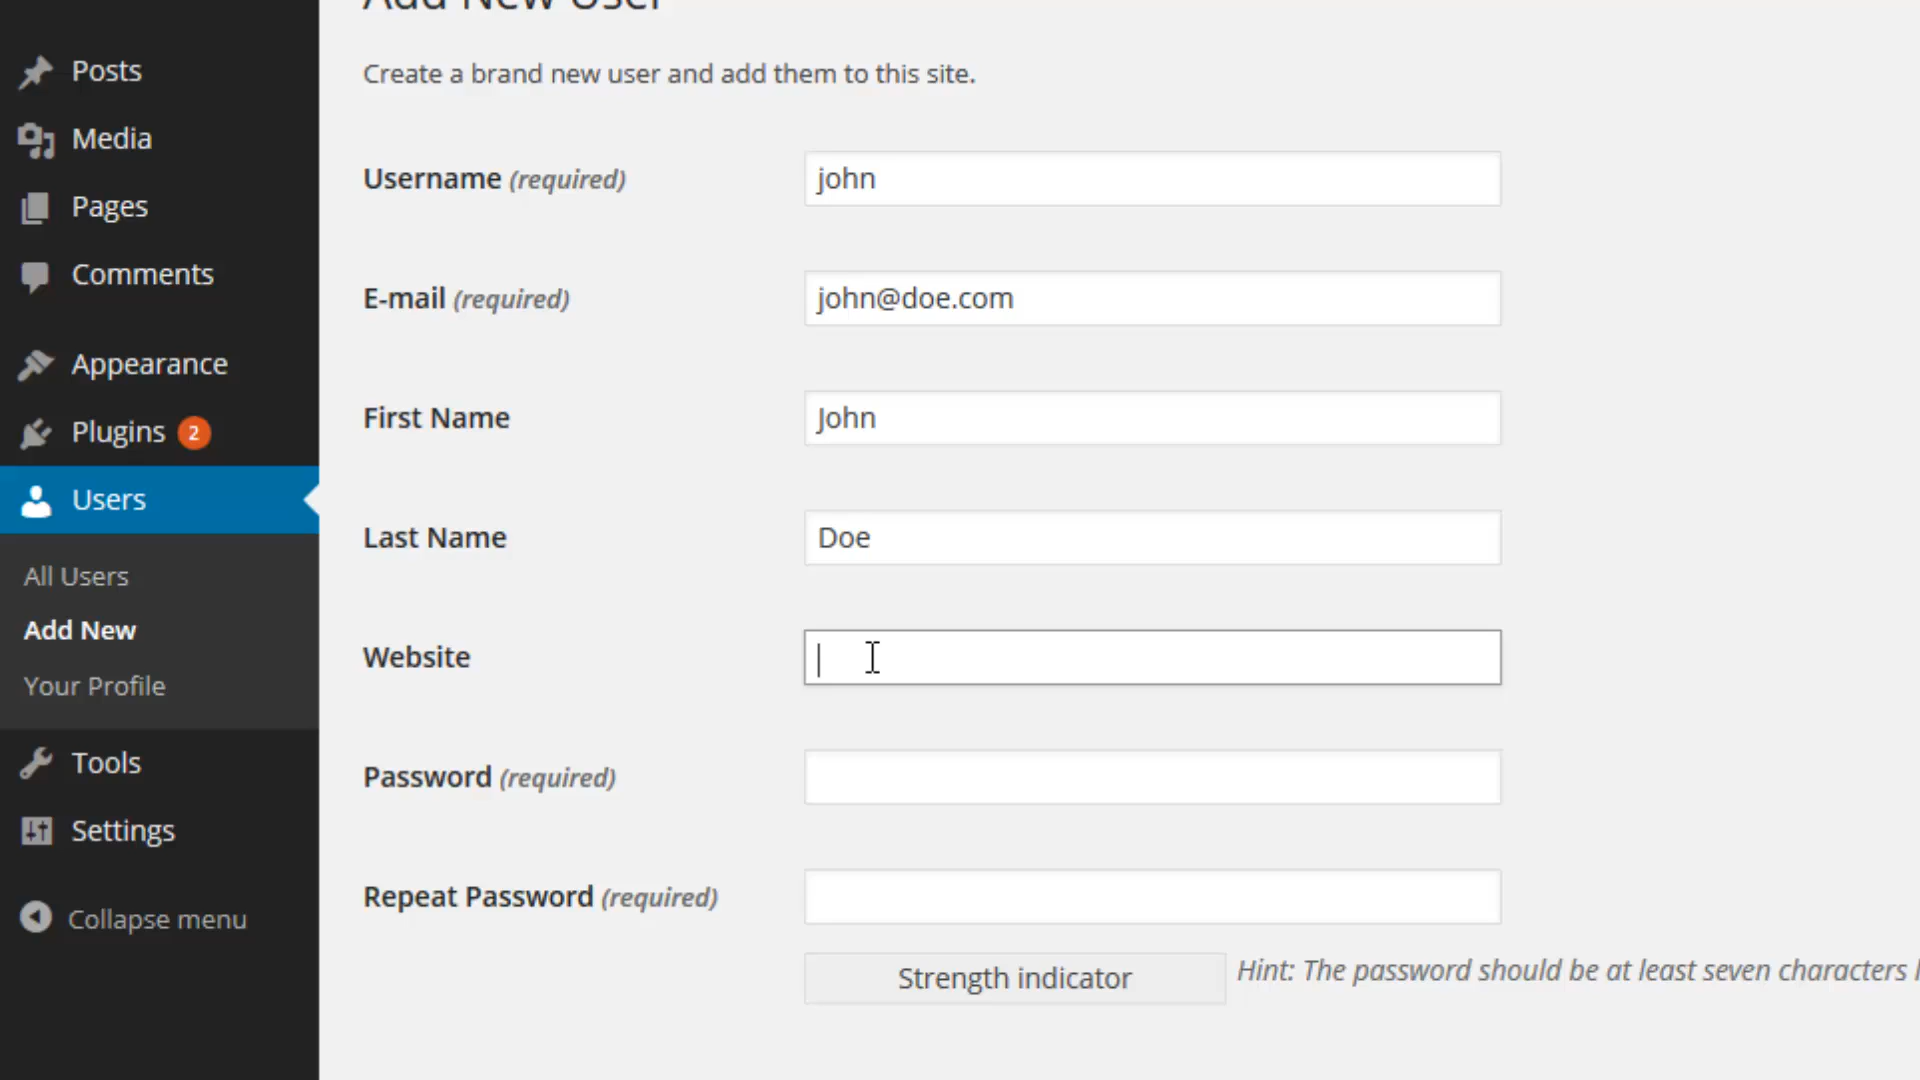 Add New User
Create a brand new user and add them to this site.
Posts
Media
Pages
Comments
Appearance
Plugins 2
Users
All Users
Add New
Your Profile
Tools
Settings
Collapse menu
Username (required)
john
E-mail (required)
john@doe.com
First Name
John
Last Name
Doe
Website
Password (required)
Repeat Password (required)
Strength indicator
Hint: The password should be at least seven characters